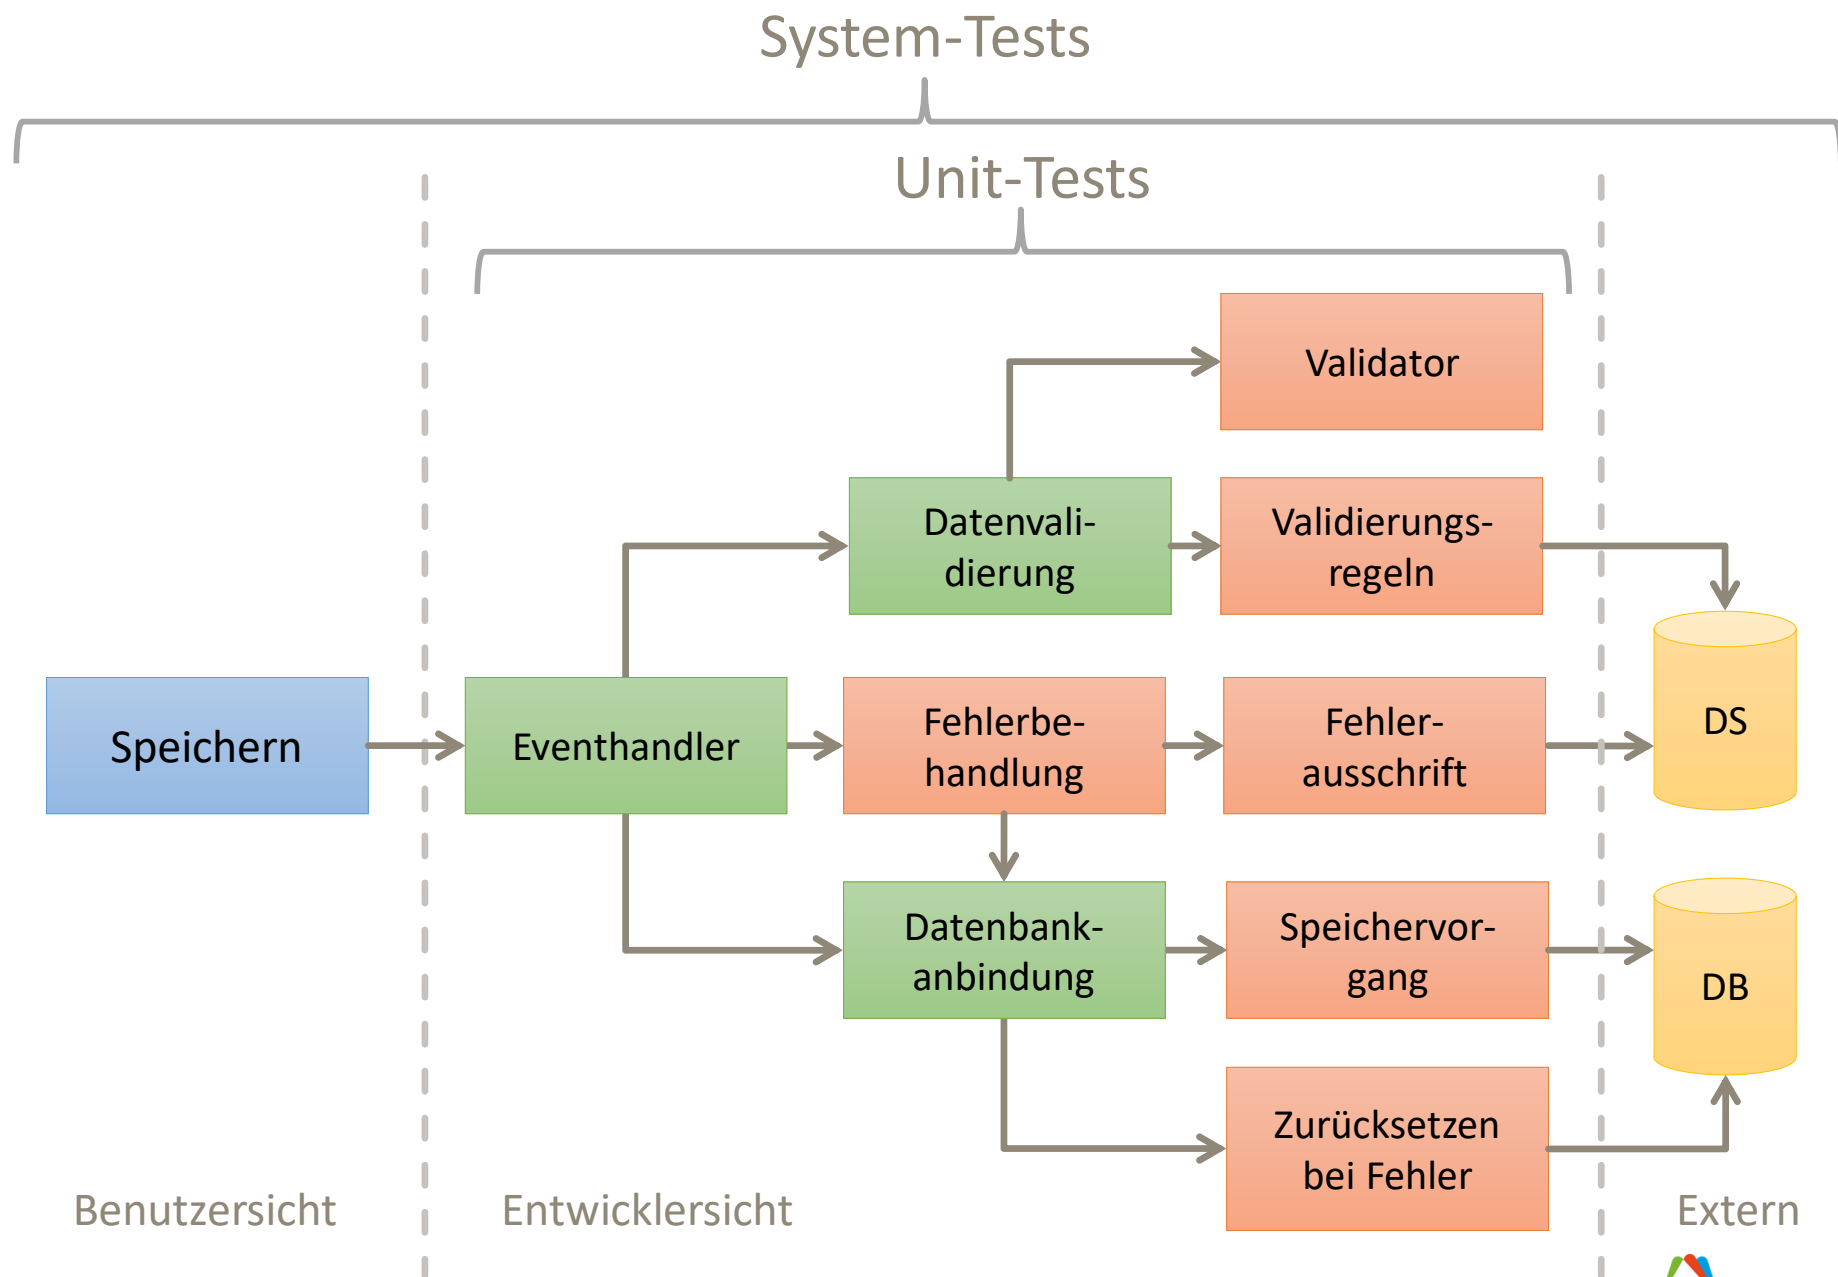 System-Tests
Unit-Tests
Validator
Datenvali-
dierung
Validierungs-
regeln
Speichern
Eventhandler
Fehlerbe-
handlung
Fehler-
ausschrift
DS
Datenbank-
anbindung
Speichervor-
gang
DB
Zurücksetzen
bei Fehler
Benutzersicht
Entwicklersicht
Extern